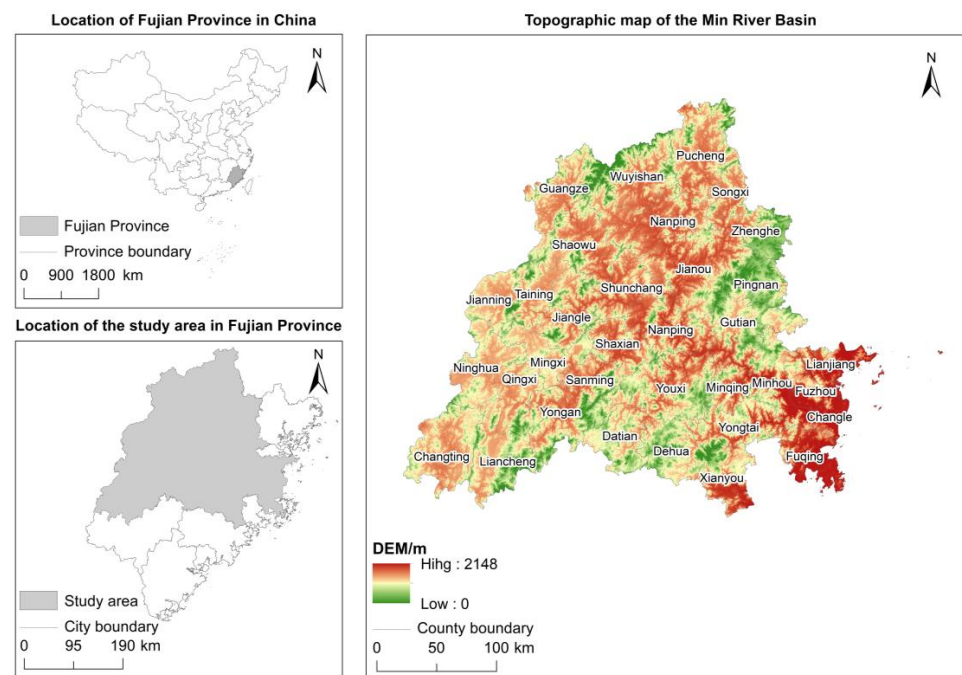 Location of Fujian Province in China
N
Fujian Province
Province boundary
0 900 1800 km
Location of the study area in Fujian Province
N
Study area
City boundary
0 95 190 km
Topographic map of the Min River Basin
N
Pucheng
Wuyishan
Guangze
Songxi
Nanping
Zhenghe
Shaowu
Jianou
Pingnan
Shunchang
Taining
Jianning
Jiangle
Gutian
Nanping
Shaxian
Lianjiang
Mingxi
Ninghua
Qingxi
Sanming
Youxi
Minqing
Minhou
Fuzhou
Yongan
Changle
Yongtai
Datian
Dehua
Changting
Liancheng
Fuqing
Xianyou
DEM/m
Hihg : 2148
Low : 0
County boundary
0 50 100 km